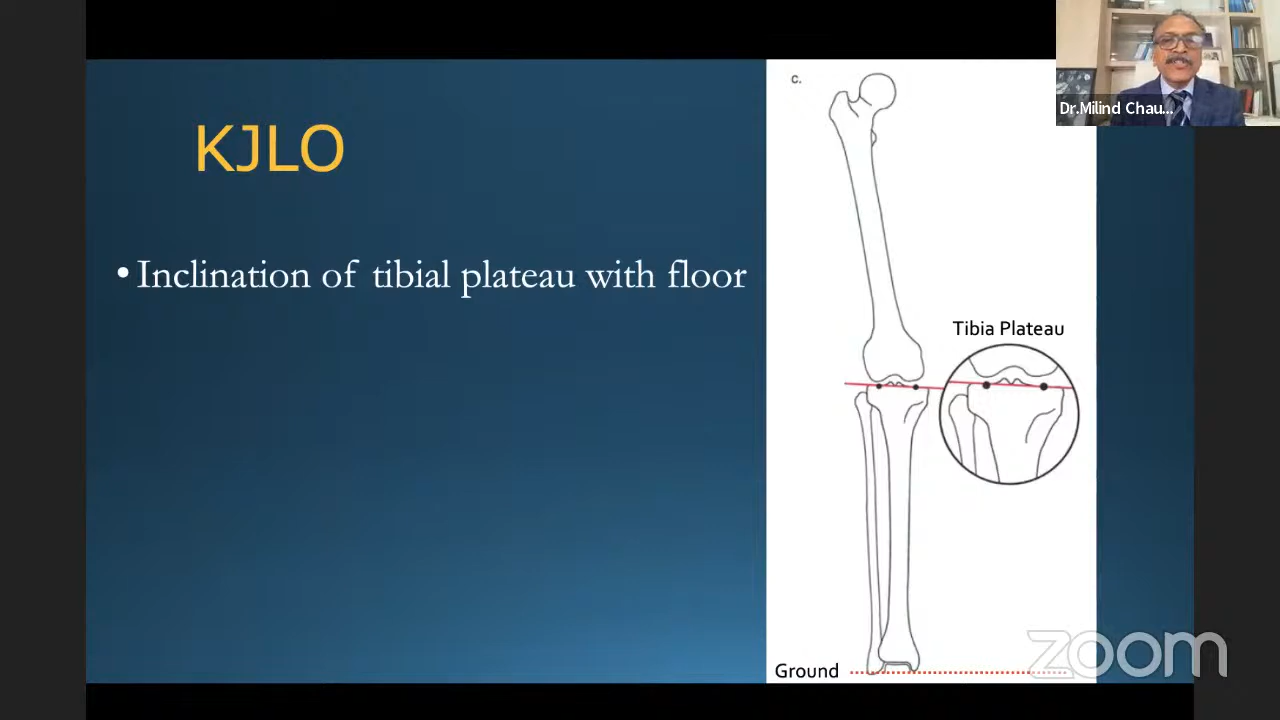 c.
Dr.Milind Chau...
KJLO
• Inclination of tibial plateau with floor
Tibia Plateau
Ground
zoom